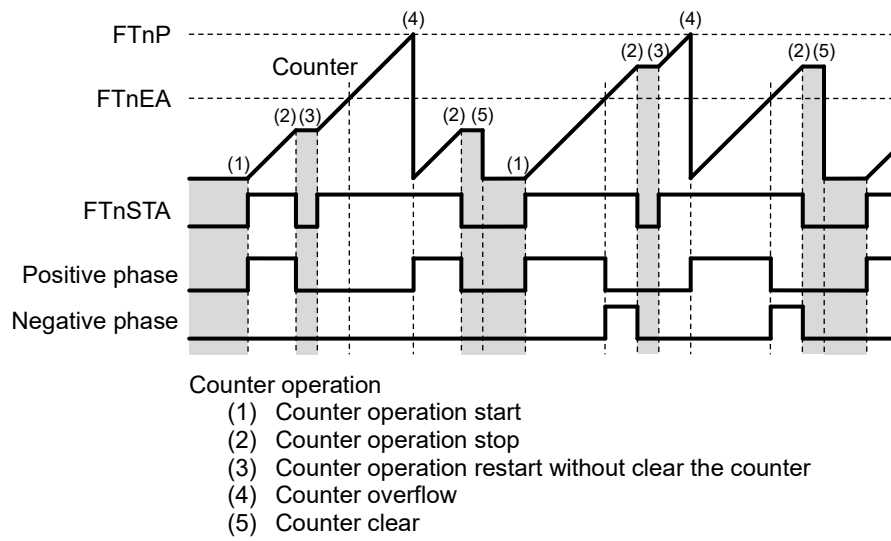 FTnP
(4)
(4)
Counter
(2) (3)
(2) (5)
FTnEA
(2) (3)
(2) (5)
(1)
(1)
FTnSTA
Positive phase
Negative phase
Counter operation
(1) Counter operation start
(2) Counter operation stop
(3) Counter operation restart without clear the counter
(4) Counter overflow
(5) Counter clear